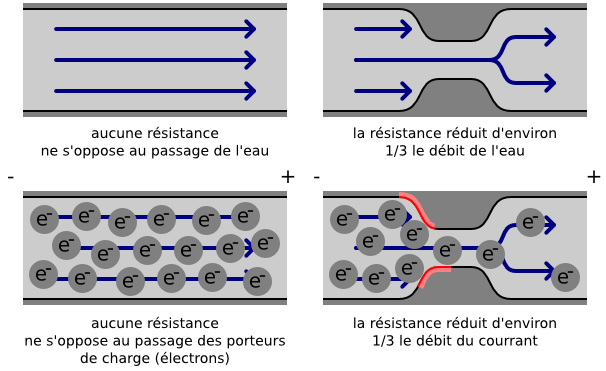 aucune résistance
ne s'oppose au passage de l'eau
la résistance réduit d'environ
1/3 le débit de l'eau
- +
- +
e- e- e- e- e- e-
e- e- e- e- e- e-
e- e- e- e- e- e-
e- e- e-
e- e- e- e-
e- e- e- e-
aucune résistance
ne s'oppose au passage des porteurs
de charge (électrons)
la résistance réduit d'environ
1/3 le débit du courrant